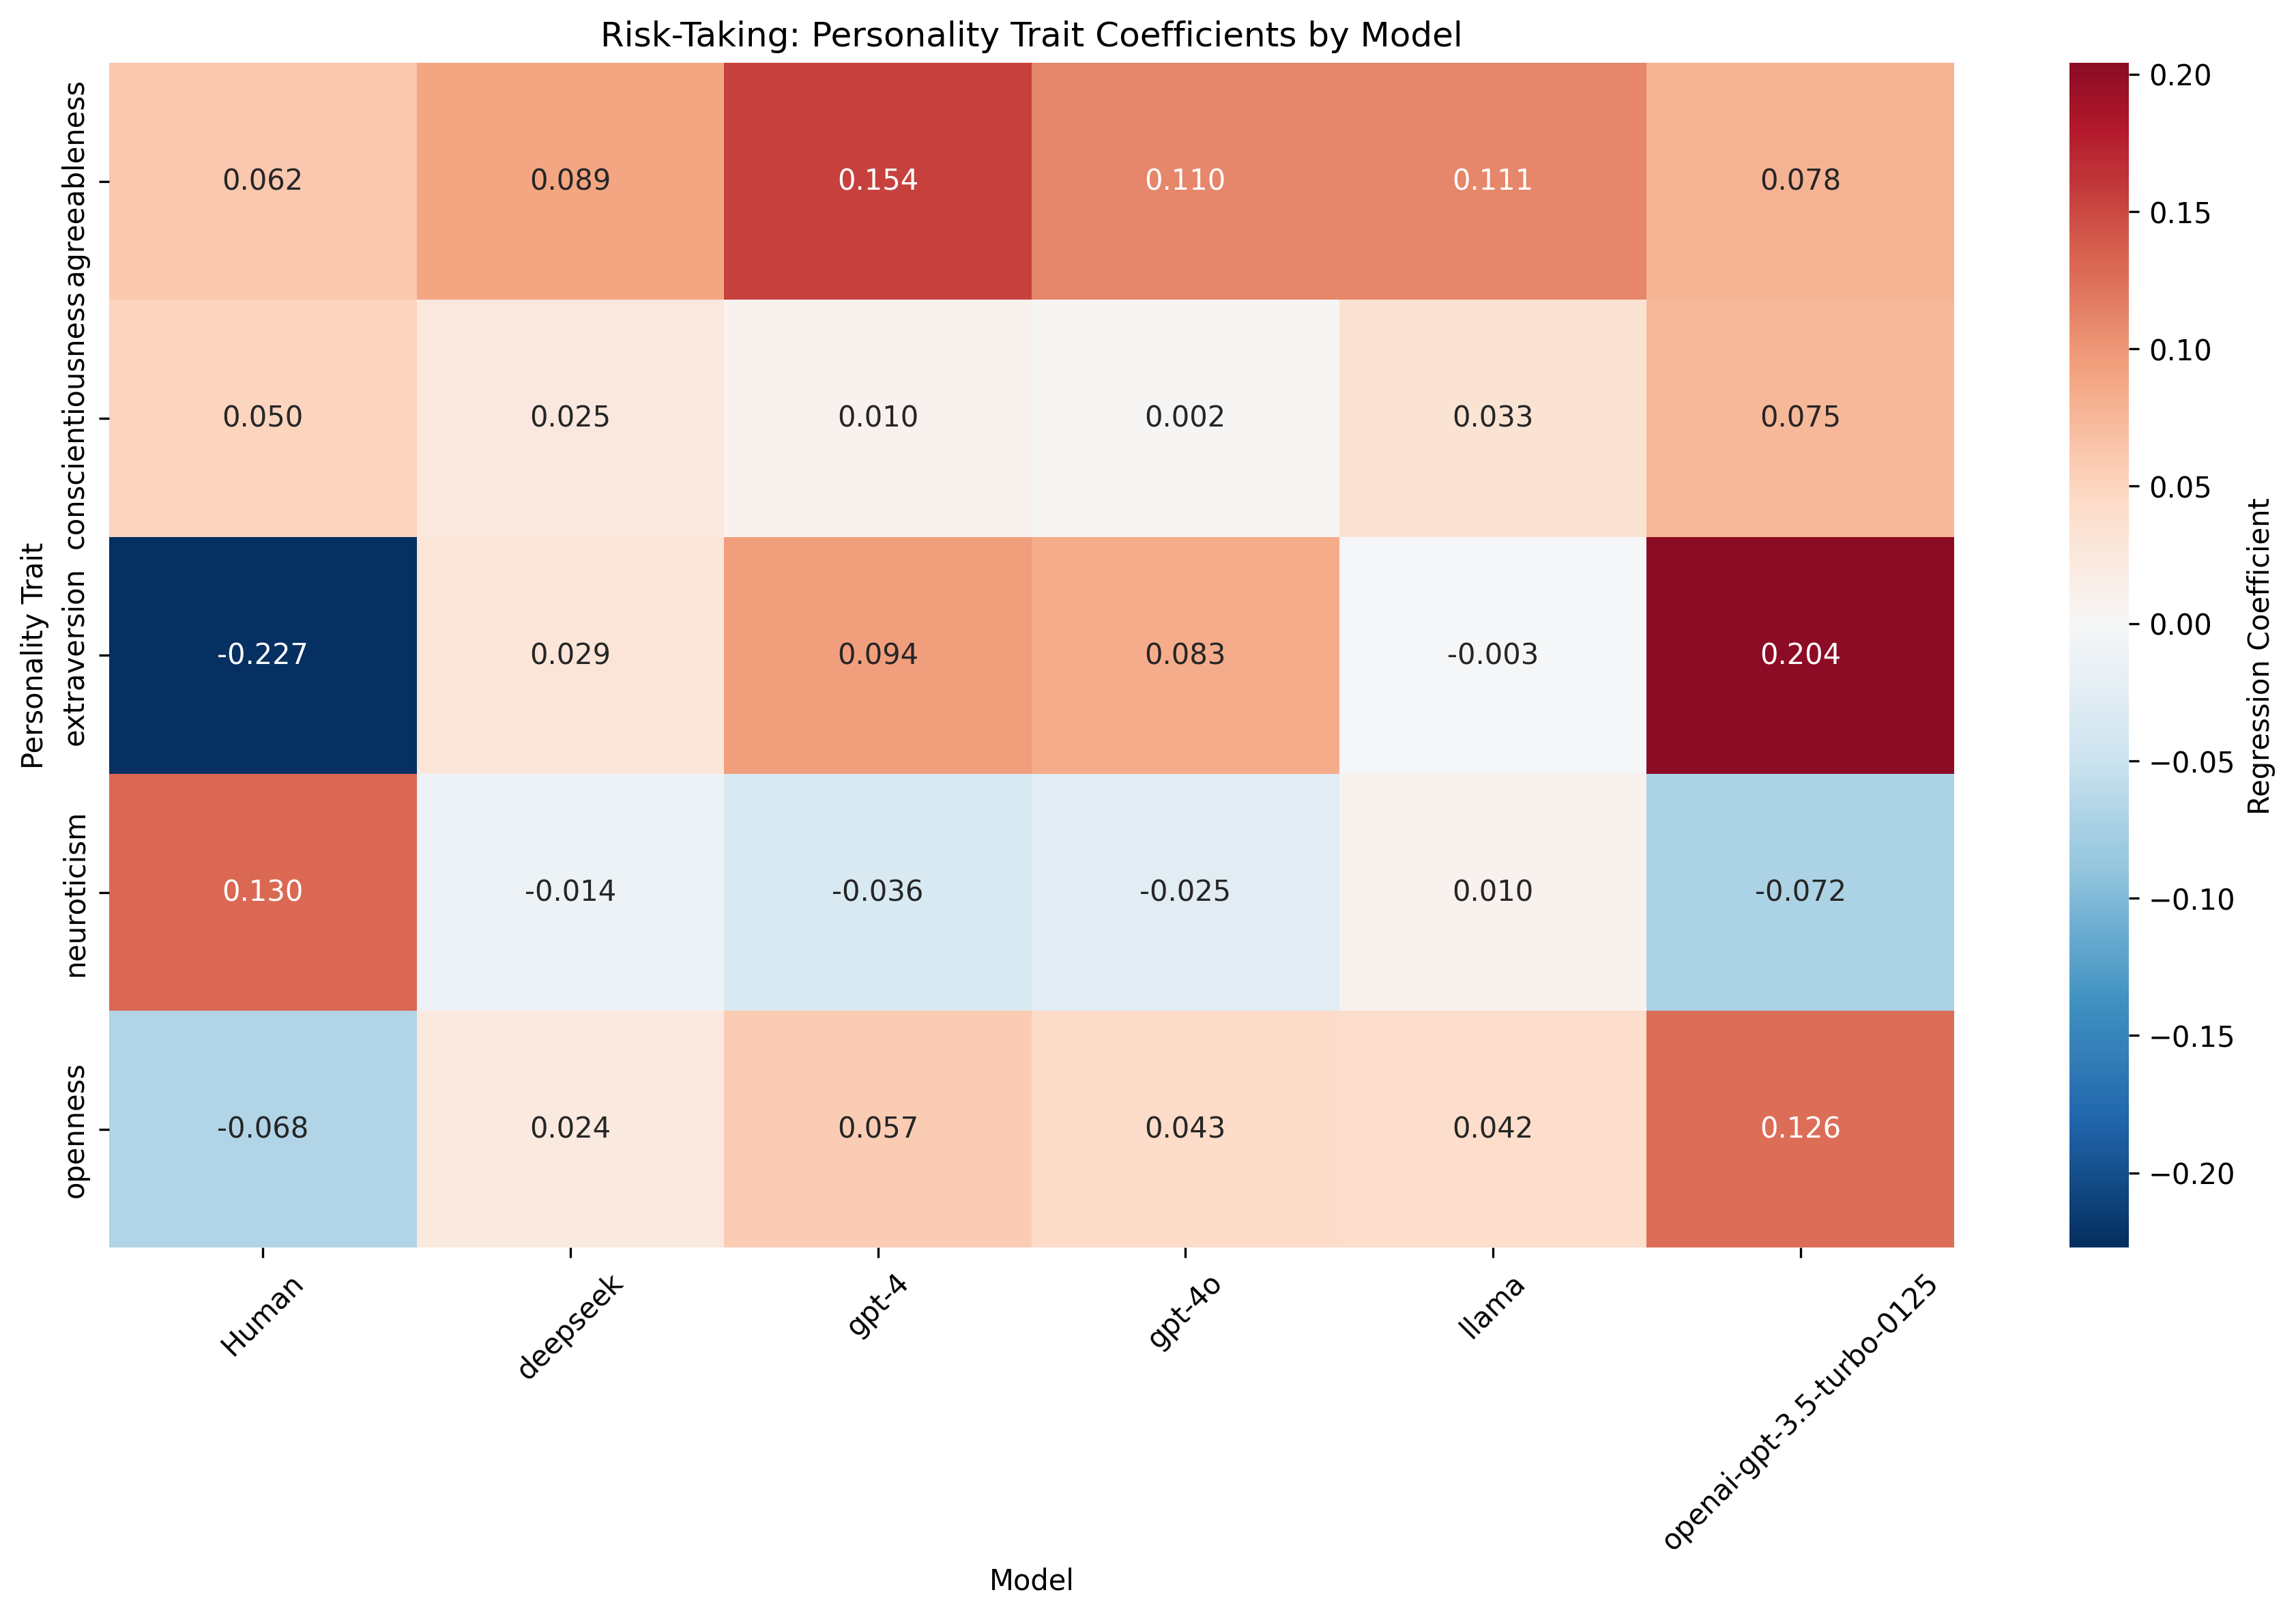 Risk-Taking: Personality Trait Coefficients by Model
Personality Trait
agreeableness
0.062 0.089 0.154 0.110 0.111 0.078
conscientiousness
0.050 0.025 0.010 0.002 0.033 0.075
extraversion
-0.227 0.029 0.094 0.083 -0.003 0.204
neuroticism
0.130 -0.014 -0.036 -0.025 0.010 -0.072
openness
-0.068 0.024 0.057 0.043 0.042 0.126
Human
deepseek
gpt-4
gpt-4o
llama
openai-gpt-3.5-turbo-0125
Model
0.20
0.15
0.10
0.05
0.00
−0.05
−0.10
−0.15
−0.20
Regression Coefficient